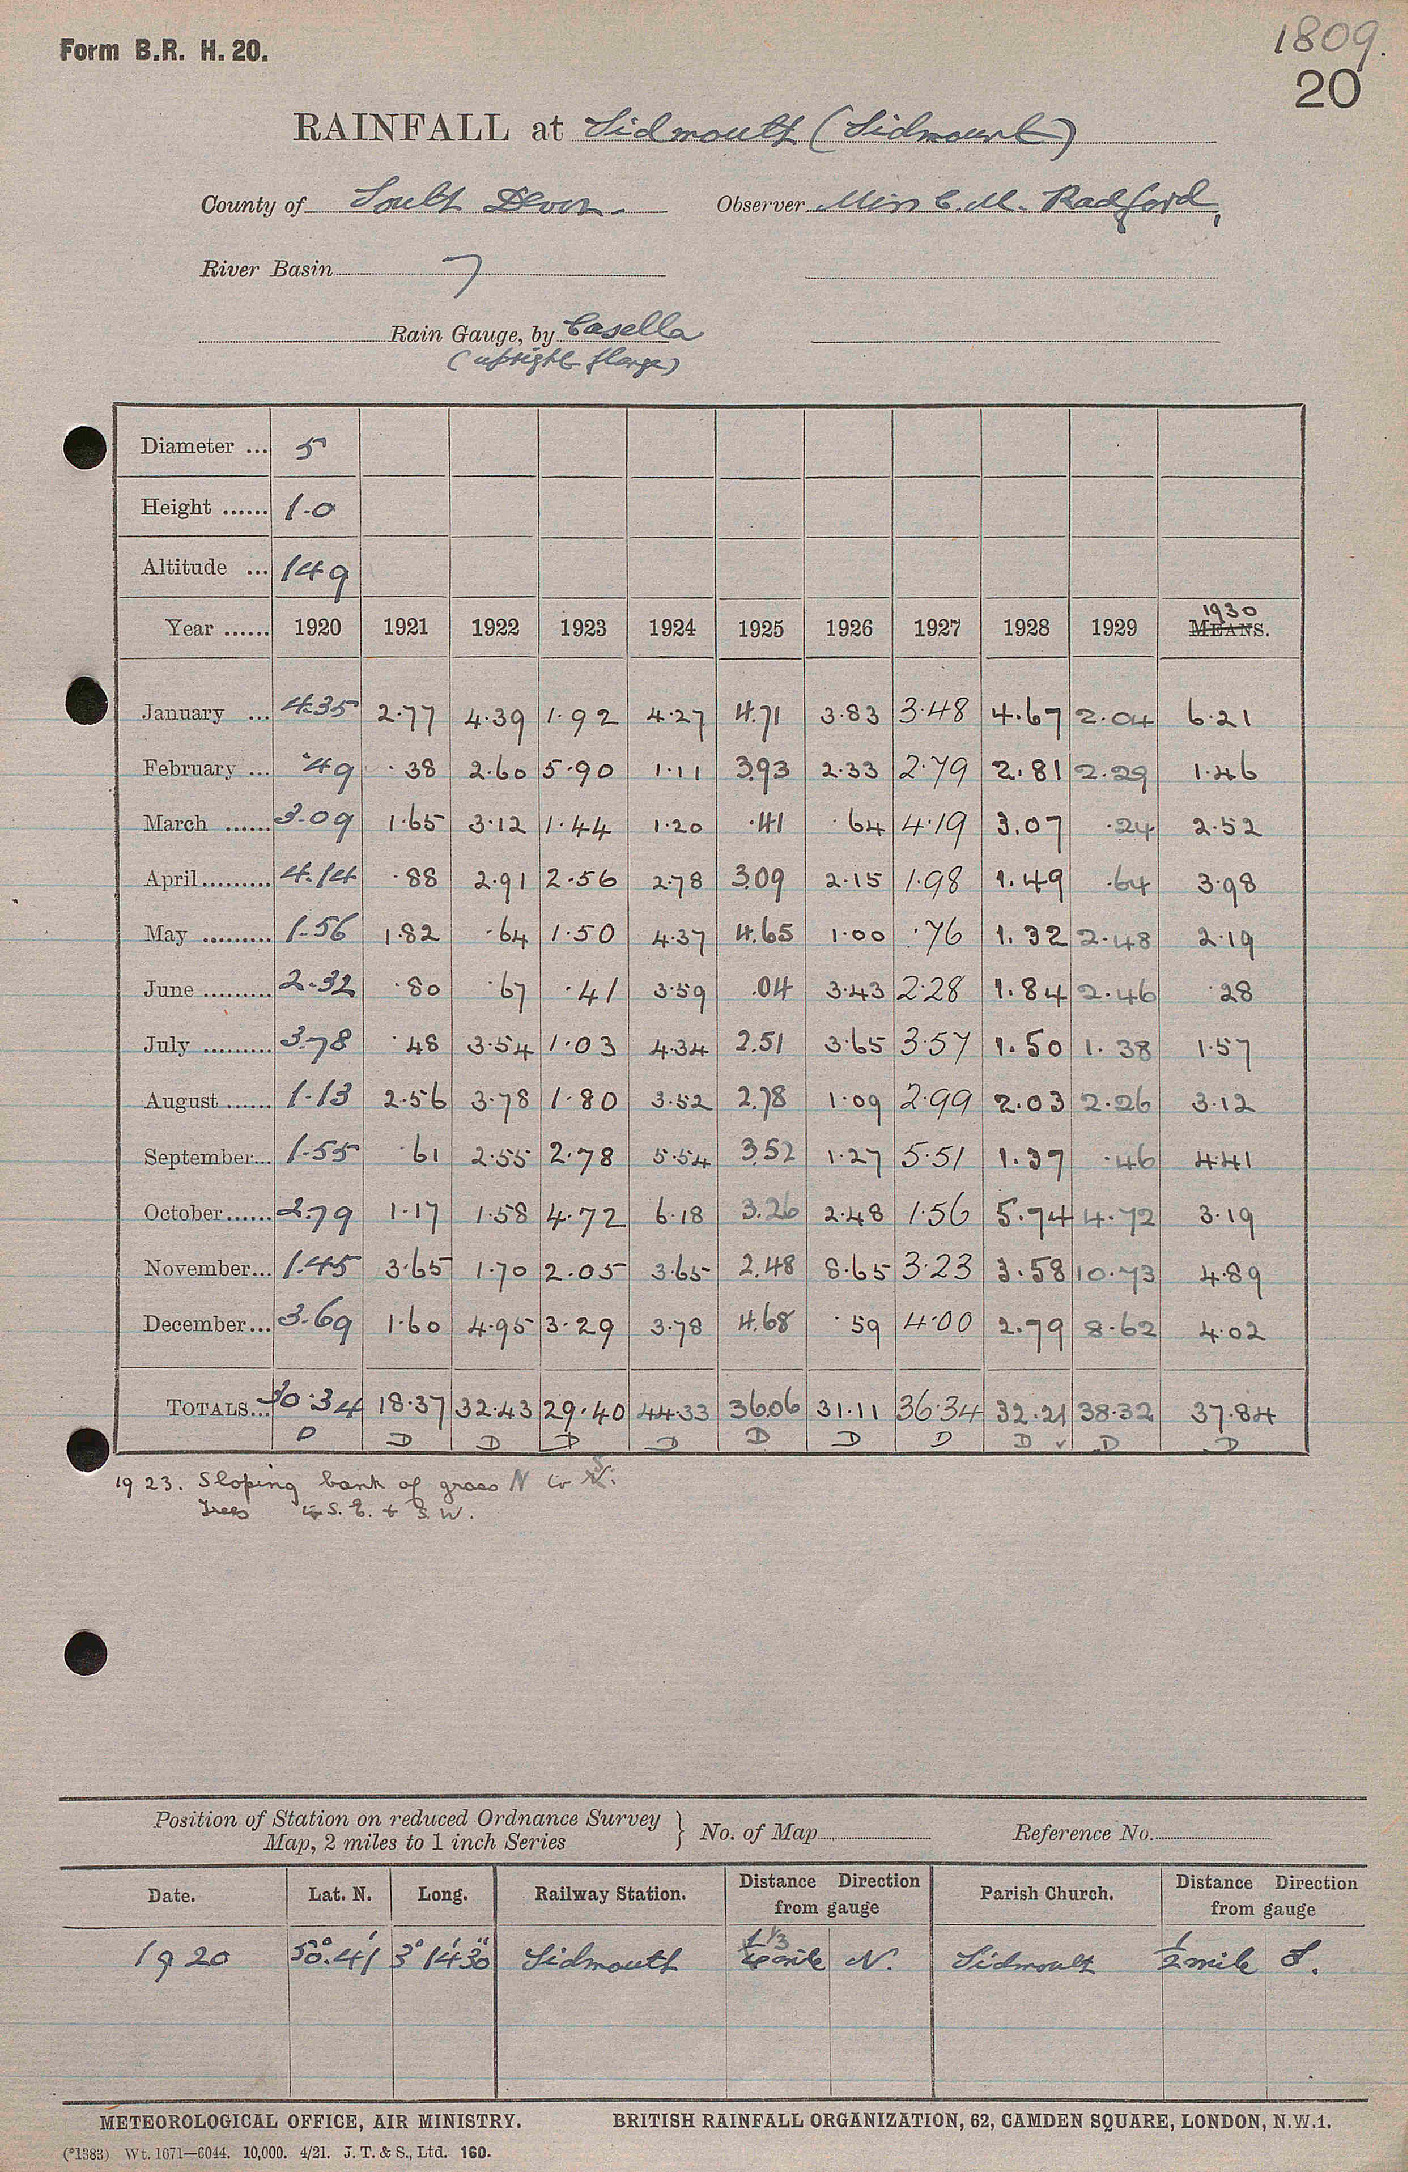 Form B.R. H. 20.
1809.
20
RAINFALL at Sidmouth (Sidmount)
County of South Devon. Observer Miss C. M. Radford,
River Basin 7
Rain Gauge, by Casella
(upright flange)
Diameter ... 5
Height ...... 1-0
Altitude ... 149
1930
Year ...... 1920 1921 1922 1923 1924 1925 1926 1927 1928 1929 MEANS.
January ... 4.35 2.77 4.39 1.92 4.27 4.71 3.83 3.48 4.67 2.04 6.21
February ... .49 .38 2.60 5.90 1.11 3.93 2.33 2.79 2.81 2.29 1.46
March ...... 3.09 1.65 3.12 1.44 1.20 .41 .64 4.19 3.07 .24 2.52
April ......... 4.14 .88 2.91 2.56 2.78 3.09 2.15 1.98 1.49 .64 3.98
May ......... 1.56 1.82 .64 1.50 4.37 4.65 1.00 .76 1.32 2.48 2.19
June ......... 2.32 .80 .67 .41 3.59 .04 3.43 2.28 1.84 2.46 .28
July ......... 3.78 .48 3.54 1.03 4.34 2.51 3.65 3.57 1.50 1.38 1.57
August ...... 1.13 2.56 3.78 1.80 3.52 2.78 1.09 2.99 2.03 2.26 3.12
September... 1.55 .61 2.55 2.78 5.54 3.52 1.27 5.51 1.37 .46 4.41
October...... 2.79 1.17 1.58 4.72 6.18 3.26 2.48 1.56 5.74 4.72 3.19
November... 1.45 3.65 1.70 2.05 3.65 2.48 8.65 3.23 3.58 10.73 4.89
December... 3.69 1.60 4.95 3.29 3.78 4.68 .59 4.00 2.79 8.62 4.02
TOTALS... 30.34 18.37 32.43 29.40 44.33 36.06 31.11 36.34 32.21 38.32 37.84
D D D D D D D D D ✓ D D
1923. Sloping bank of grass N to S.
Trees to S.E. & S.W.
Position of Station on reduced Ordnance Survey
Map, 2 miles to 1 inch Series } No. of Map Reference No.
Date. Lat. N. Long. Railway Station. Distance Direction from gauge Parish Church. Distance Direction from gauge
1920 50°.41' 3°14'30" Sidmouth 1 1/3 mile N. Sidmouth 1/2 mile S.
METEOROLOGICAL OFFICE, AIR MINISTRY. BRITISH RAINFALL ORGANIZATION, 62, CAMDEN SQUARE, LONDON, N.W.1.
(*1383) Wt. 1671—6044. 10,000. 4/21. J. T. & S., Ltd. 160.